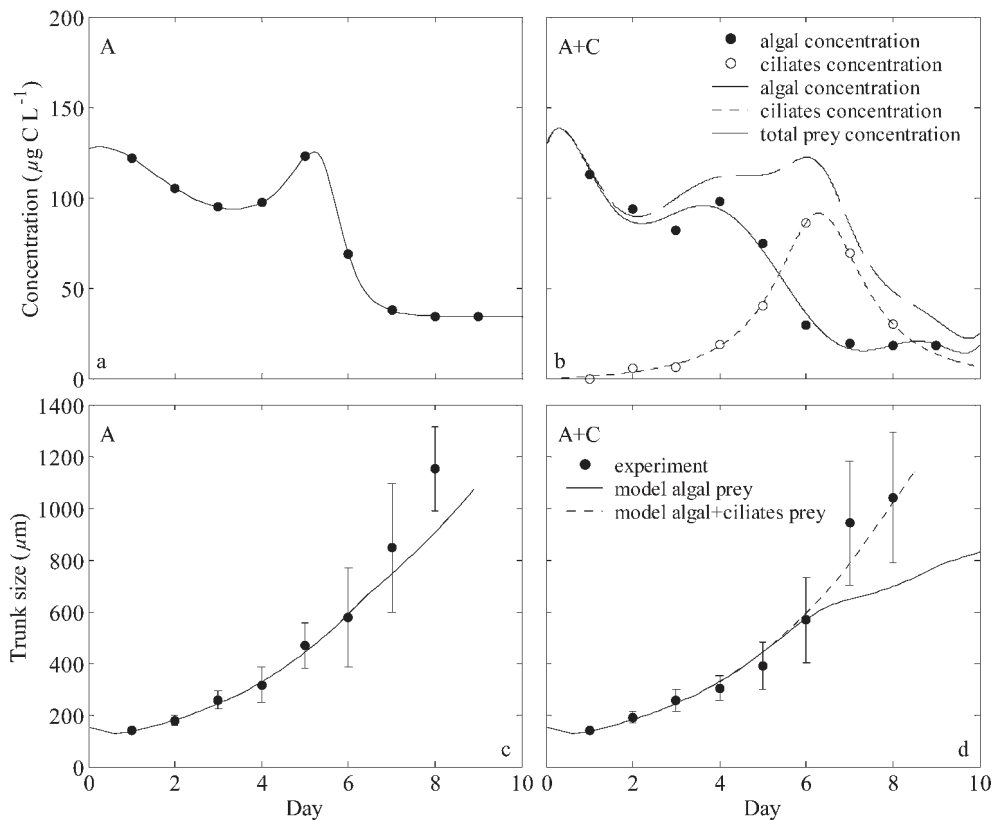 200
150
100
50
0
Concentration (µg C L⁻¹)
A
a
A+C
algal concentration
ciliates concentration
algal concentration
ciliates concentration
total prey concentration
b
1400
1200
1000
800
600
400
200
0
Trunk size (µm)
A
c
0 2 4 6 8 10
Day
A+C
experiment
model algal prey
model algal+ciliates prey
d
0 2 4 6 8 10
Day